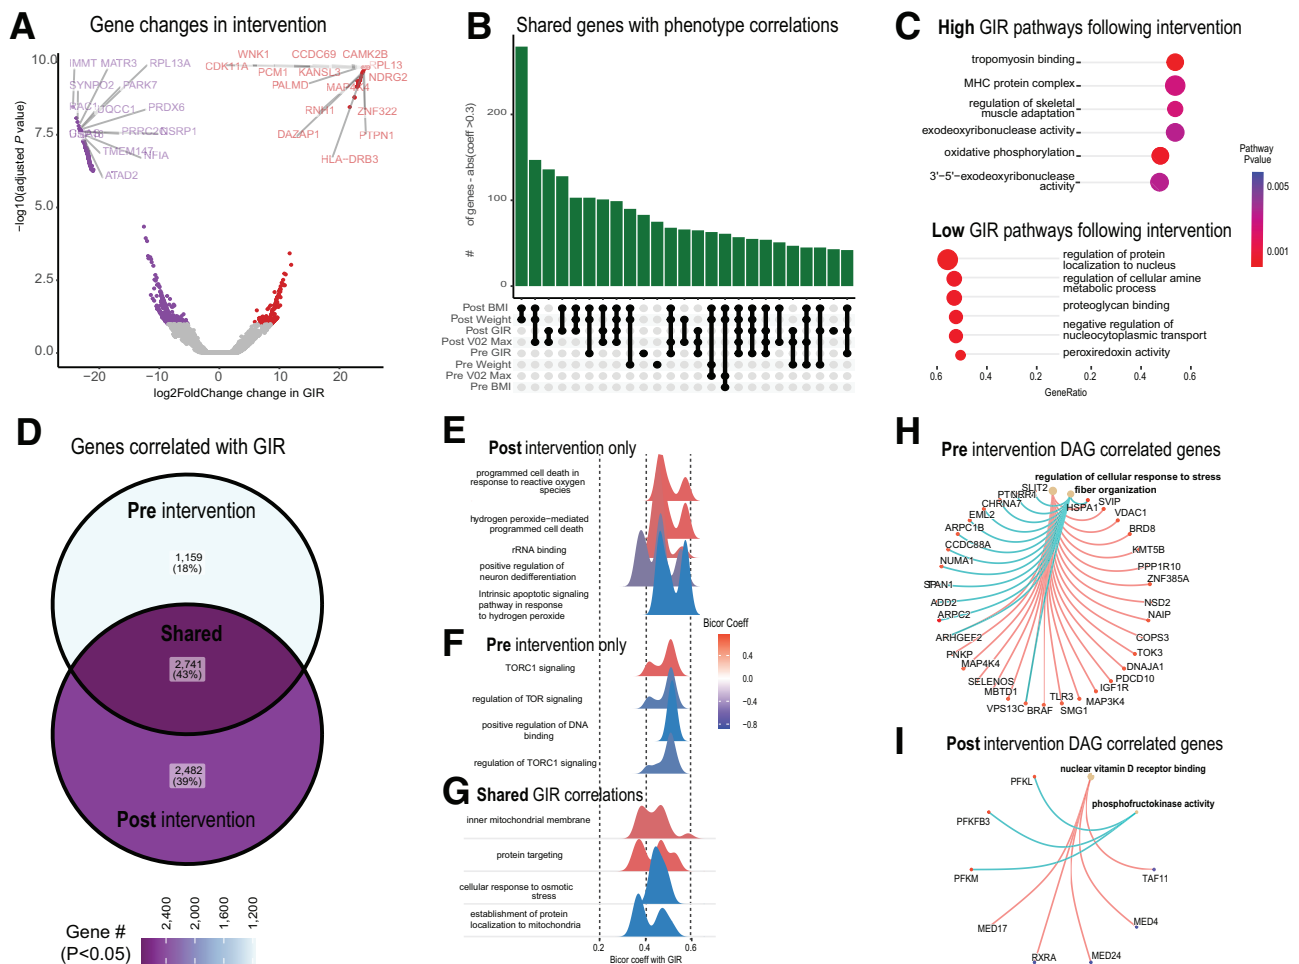 A
Gene changes in intervention
10.0
7.5
5.0
2.5
0.0
−log10(adjusted P value)
−20
−10
0
10
20
log2FoldChange change in GIR
IMMT
MATR3
RPL13A
SYNPO2
PARK7
RAC1
UQCC1
PRDX6
PRRC2C
NSRP1
TMEM147
NFIA
ATAD2
WNK1
CCDC69
CAMK2B
CDK11A
PCM1
KANSL3
RPL13
NDRG2
PALMD
MAP4K4
RNH1
ZNF322
DAZAP1
PTPN1
HLA−DRB3
B
Shared genes with phenotype correlations
# of genes - abs(coeff >0.3)
200
100
0
Post BMI
Post Weight
Post GIR
Post V02 Max
Pre GIR
Pre Weight
Pre V02 Max
Pre BMI
C
High GIR pathways following intervention
tropomyosin binding
MHC protein complex
regulation of skeletal
muscle adaptation
exodeoxyribonuclease activity
oxidative phosphorylation
3'−5'−exodeoxyribonuclease
activity
Low GIR pathways following intervention
regulation of protein
localization to nucleus
regulation of cellular amine
metabolic process
proteoglycan binding
negative regulation of
nucleocytoplasmic transport
peroxiredoxin activity
0.6
0.4
0.2
0.2
0.4
0.6
GeneRatio
Pathway
Pvalue
0.005
0.001
D
Genes correlated with GIR
Pre intervention
1,159
(18%)
Shared
2,741
(43%)
2,482
(39%)
Post intervention
Gene #
(P<0.05)
2,400
2,000
1,600
1,200
E
Post intervention only
programmed cell death in
response to reactive oxygen
species
hydrogen peroxide−mediated
programmed cell death
rRNA binding
positive regulation of
neuron dedifferentiation
Intrinsic apoptotic signaling
pathway in response
to hydrogen peroxide
F
Pre intervention only
TORC1 signaling
regulation of TOR signaling
positive regulation of DNA
binding
regulation of TORC1 signaling
Bicor Coeff
0.4
0.0
−0.4
−0.8
G
Shared GIR correlations
inner mitochondrial membrane
protein targeting
cellular response to osmotic
stress
establishment of protein
localization to mitochondria
0.2
0.4
0.6
Bicor coeff with GIR
H
Pre intervention DAG correlated genes
regulation of cellular response to stress
fiber organization
SLIT2
CHRNA7
EML2
ARPC1B
CCDC88A
NUMA1
ADD2
ARPC2
ARHGEF2
PNKP
MAP4K4
SELENOS
MBTD1
VPS13C
BRAF
TLR3
SMG1
MAP3K4
IGF1R
PDCD10
DNAJA1
TOK3
COPS3
NAIP
NSD2
ZNF385A
PPP1R10
KMT5B
BRD8
VDAC1
SVIP
HSPA1
I
Post intervention DAG correlated genes
nuclear vitamin D receptor binding
phosphofructokinase activity
PFKL
PFKFB3
PFKM
MED17
RXRA
MED24
MED4
TAF11